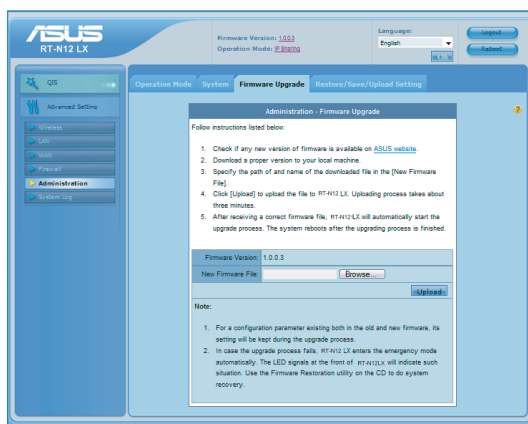 ASUS
RT-N12 LX
Firmware Version: 1.0.0.3
Operation Mode: IP Sharing
Language:
English
Logout
Reboot
QIS
Advanced Setting
Wireless
LAN
WAN
Firewall
Administration
System Log
Operation Mode System Firmware Upgrade Restore/Save/Upload Setting
Administration - Firmware Upgrade
Follow instructions listed below:
1. Check if any new version of firmware is available on ASUS website.
2. Download a proper version to your local machine.
3. Specify the path of and name of the downloaded file in the [New Firmware
File].
4. Click [Upload] to upload the file to RT-N12 LX. Uploading process takes about
three minutes.
5. After receiving a correct firmware file, RT-N12 LX will automatically start the
upgrade process. The system reboots after the upgrading process is finished.
Firmware Version: 1.0.0.3
New Firmware File: Browse...
Upload
Note:
1. For a configuration parameter existing both in the old and new firmware, its
setting will be kept during the upgrade process.
2. In case the upgrade process fails, RT-N12 LX enters the emergency mode
automatically. The LED signals at the front of RT-N12LX will indicate such
situation. Use the Firmware Restoration utility on the CD to do system
recovery.